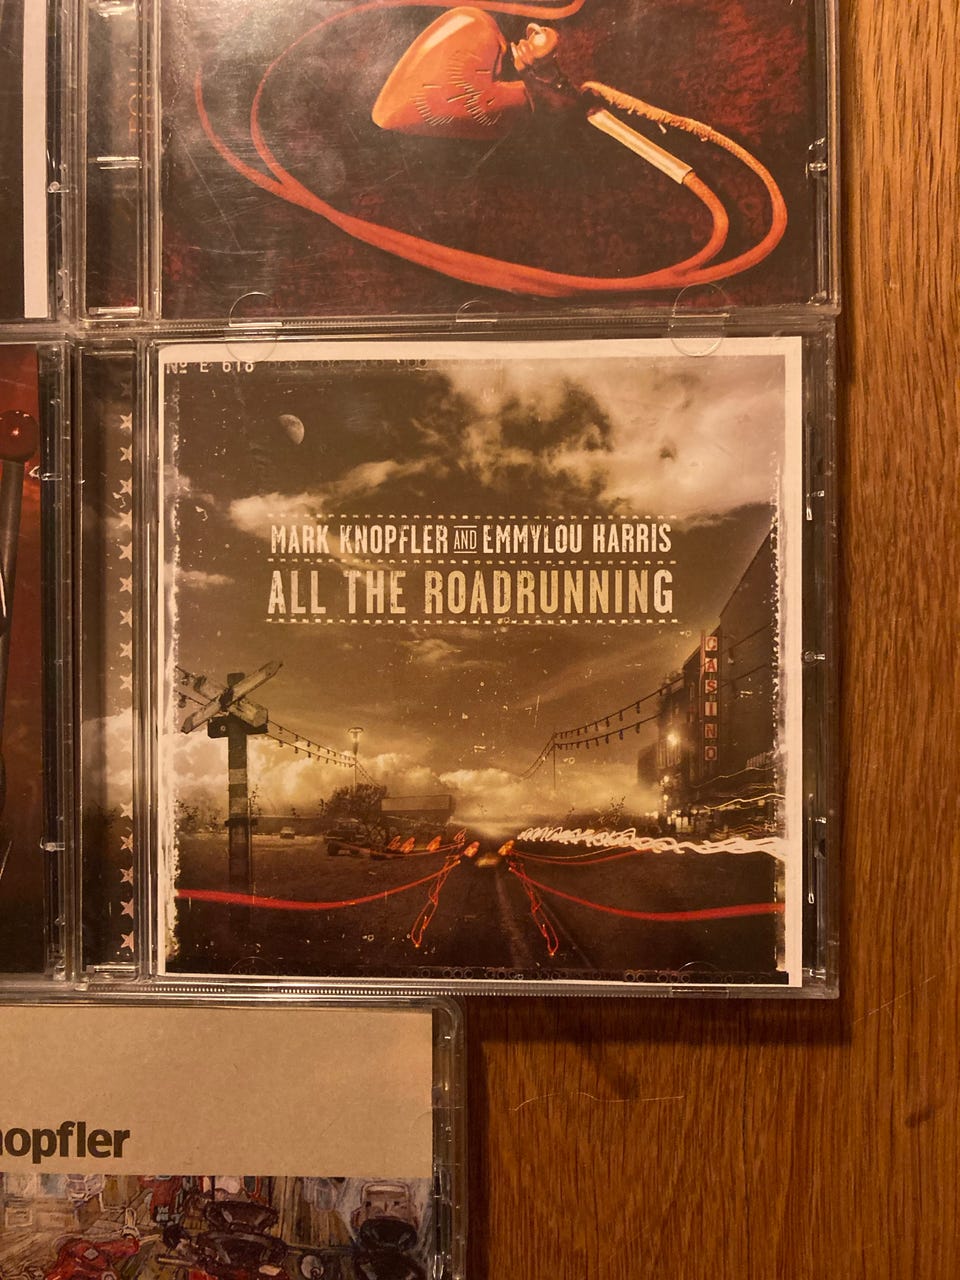 Nº E 618
MARK KNOPFLER AND EMMYLOU HARRIS
ALL THE ROADRUNNING
CASINO
nopfler